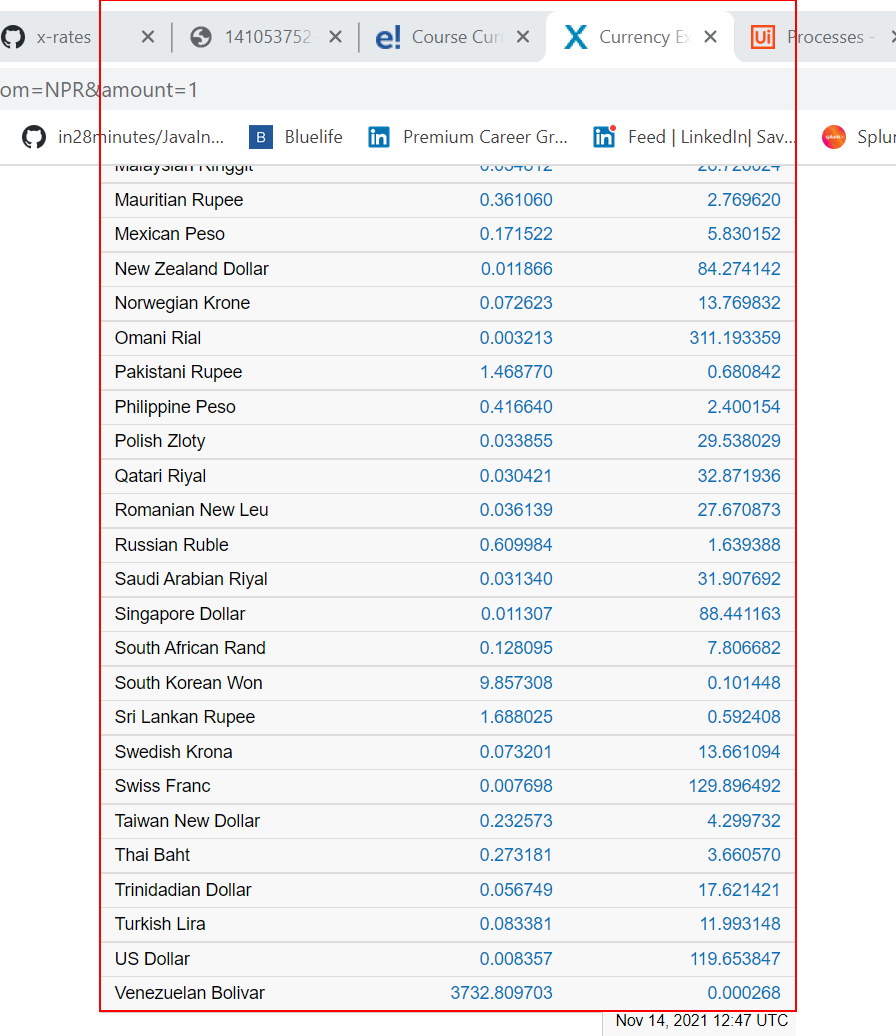 x-rates 141053752 Course Cur Currency Ex Ui Processes -
om=NPR&amount=1
in28minutes/JavaIn... B Bluelife in Premium Career Gr... in Feed | LinkedIn| Sav... splunk> Splun
Malaysian Ringgit 0.034812
Mauritian Rupee 0.361060 2.769620
Mexican Peso 0.171522 5.830152
New Zealand Dollar 0.011866 84.274142
Norwegian Krone 0.072623 13.769832
Omani Rial 0.003213 311.193359
Pakistani Rupee 1.468770 0.680842
Philippine Peso 0.416640 2.400154
Polish Zloty 0.033855 29.538029
Qatari Riyal 0.030421 32.871936
Romanian New Leu 0.036139 27.670873
Russian Ruble 0.609984 1.639388
Saudi Arabian Riyal 0.031340 31.907692
Singapore Dollar 0.011307 88.441163
South African Rand 0.128095 7.806682
South Korean Won 9.857308 0.101448
Sri Lankan Rupee 1.688025 0.592408
Swedish Krona 0.073201 13.661094
Swiss Franc 0.007698 129.896492
Taiwan New Dollar 0.232573 4.299732
Thai Baht 0.273181 3.660570
Trinidadian Dollar 0.056749 17.621421
Turkish Lira 0.083381 11.993148
US Dollar 0.008357 119.653847
Venezuelan Bolivar 3732.809703 0.000268
Nov 14, 2021 12:47 UTC